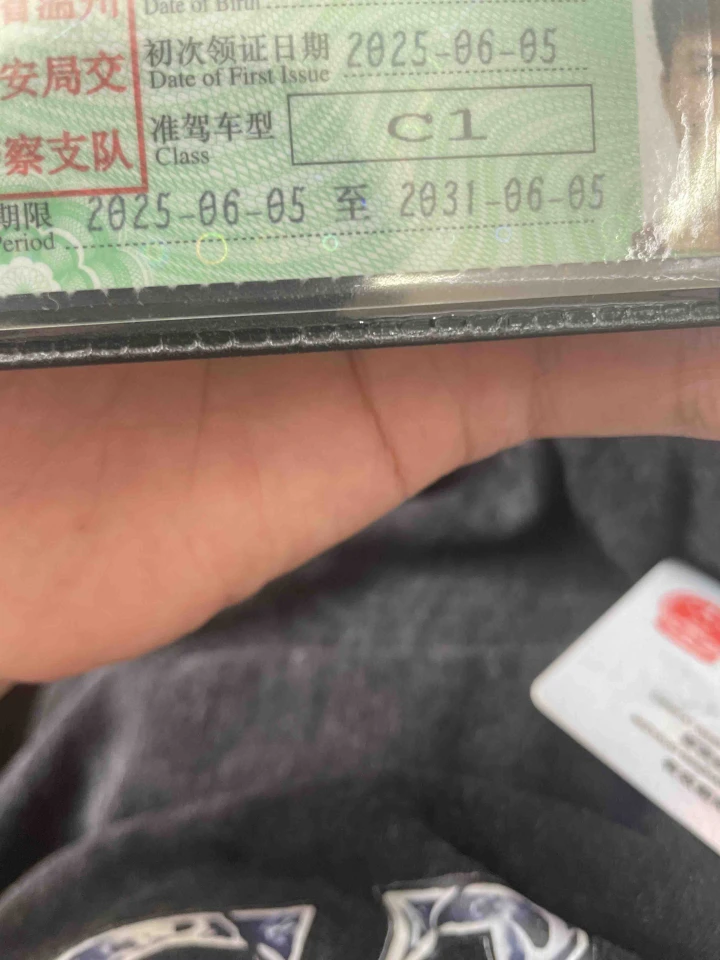 省温州
Date of Birth
初次领证日期 2025-06-05
Date of First Issue
安局交
准驾车型 C1
Class
察支队
期限 2025-06-05 至 2031-06-05
Period